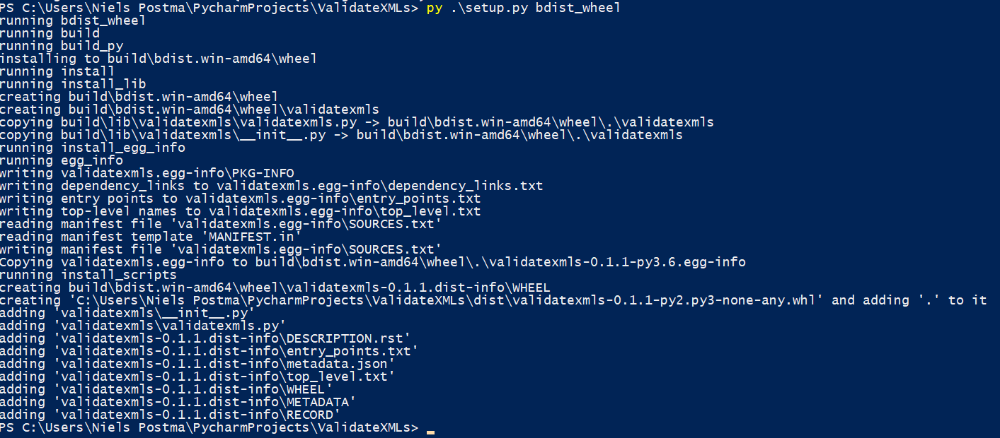 PS C:\Users\Niels Postma\PycharmProjects\ValidateXMLs> py .\setup.py bdist_wheel
running bdist_wheel
running build
running build_py
installing to build\bdist.win-amd64\wheel
running install
running install_lib
creating build\bdist.win-amd64\wheel
creating build\bdist.win-amd64\wheel\validatexmls
copying build\lib\validatexmls\validatexmls.py -> build\bdist.win-amd64\wheel\.\validatexmls
copying build\lib\validatexmls\__init__.py -> build\bdist.win-amd64\wheel\.\validatexmls
running install_egg_info
running egg_info
writing validatexmls.egg-info\PKG-INFO
writing dependency_links to validatexmls.egg-info\dependency_links.txt
writing entry points to validatexmls.egg-info\entry_points.txt
writing top-level names to validatexmls.egg-info\top_level.txt
reading manifest file 'validatexmls.egg-info\SOURCES.txt'
reading manifest template 'MANIFEST.in'
writing manifest file 'validatexmls.egg-info\SOURCES.txt'
Copying validatexmls.egg-info to build\bdist.win-amd64\wheel\.\validatexmls-0.1.1-py3.6.egg-info
running install_scripts
creating build\bdist.win-amd64\wheel\validatexmls-0.1.1.dist-info\WHEEL
creating 'C:\Users\Niels Postma\PycharmProjects\ValidateXMLs\dist\validatexmls-0.1.1-py2.py3-none-any.whl' and adding '.' to it
adding 'validatexmls\__init__.py'
adding 'validatexmls\validatexmls.py'
adding 'validatexmls-0.1.1.dist-info\DESCRIPTION.rst'
adding 'validatexmls-0.1.1.dist-info\entry_points.txt'
adding 'validatexmls-0.1.1.dist-info\metadata.json'
adding 'validatexmls-0.1.1.dist-info\top_level.txt'
adding 'validatexmls-0.1.1.dist-info\WHEEL'
adding 'validatexmls-0.1.1.dist-info\METADATA'
adding 'validatexmls-0.1.1.dist-info\RECORD'
PS C:\Users\Niels Postma\PycharmProjects\ValidateXMLs>